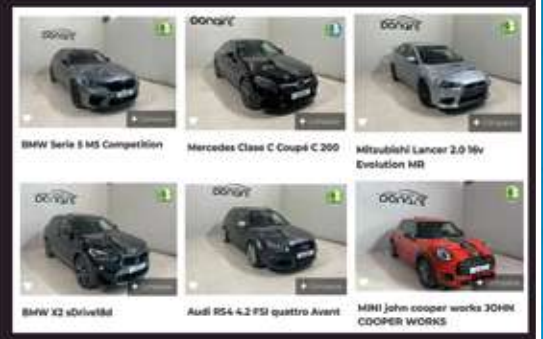 BMW Serie 5 M5 Competition
Mercedes Clase C Coupé C 200
Mitsubishi Lancer 2.0 16v
Evolution MR
BMW X2 sDrive18d
Audi RS4 4.2 FSI quattro Avant
MINI john cooper works JOHN
COOPER WORKS